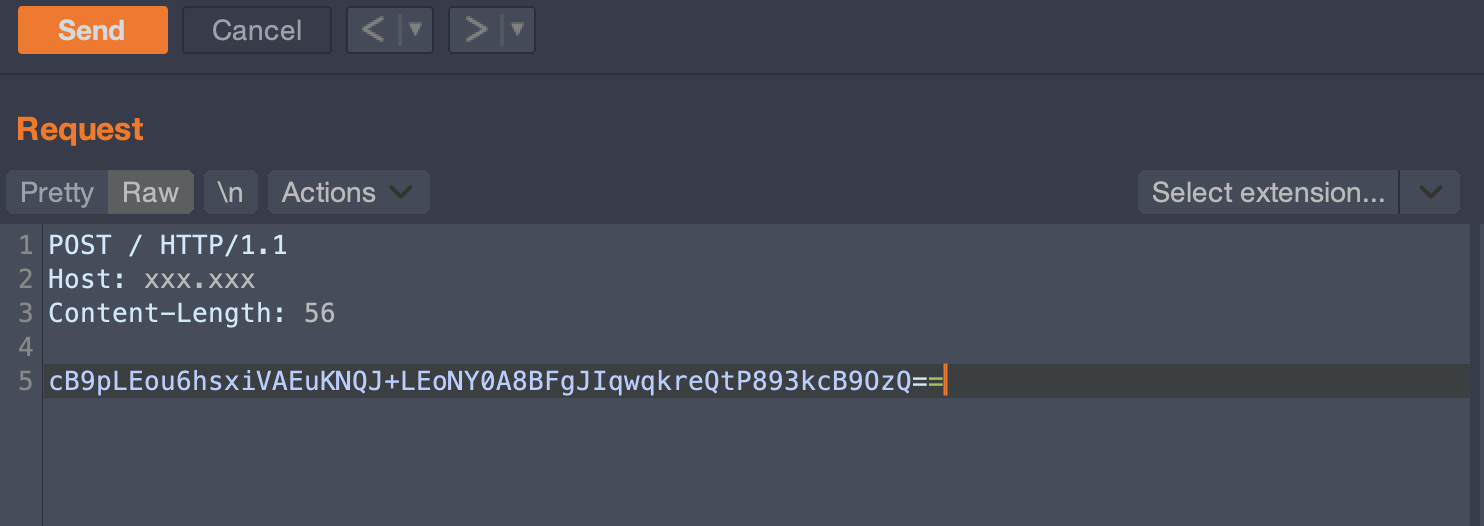 Send Cancel < ▼ > ▼
Request
Pretty Raw \n Actions Select extension...
1 POST / HTTP/1.1
2 Host: xxx.xxx
3 Content-Length: 56
4
5 cB9pLEou6hsxiVAEuKNQJ+LEoNY0A8BFgJIqwqkreQtP893kcB9OzQ==